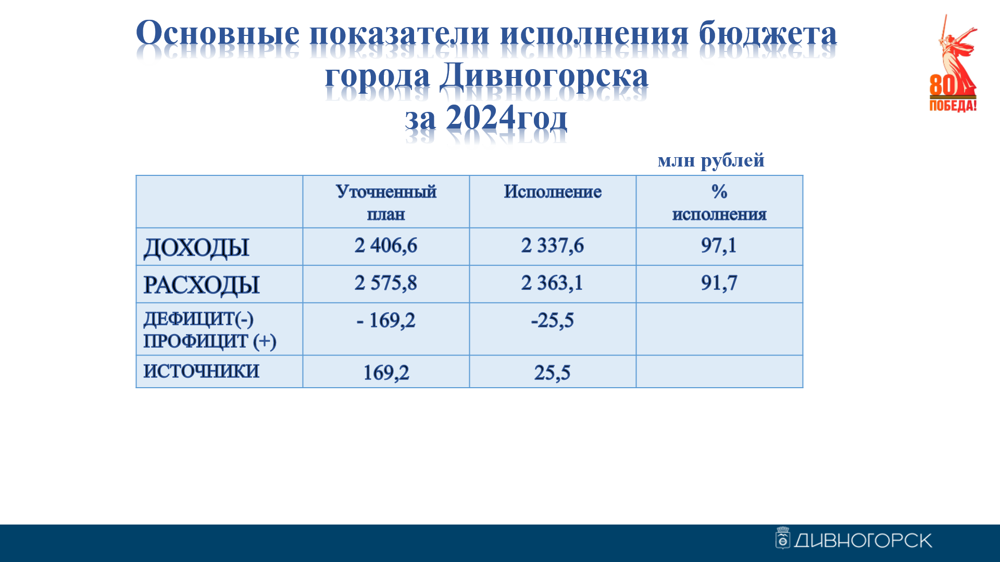 Основные показатели исполнения бюджета
города Дивногорска
за 2024год
80
ПОБЕДА!
млн рублей
Уточненный
план
Исполнение
%
исполнения
ДОХОДЫ 2 406,6 2 337,6 97,1
РАСХОДЫ 2 575,8 2 363,1 91,7
ДЕФИЦИТ(-)
ПРОФИЦИТ (+)
- 169,2 -25,5
ИСТОЧНИКИ 169,2 25,5
ДИВНОГОРСК